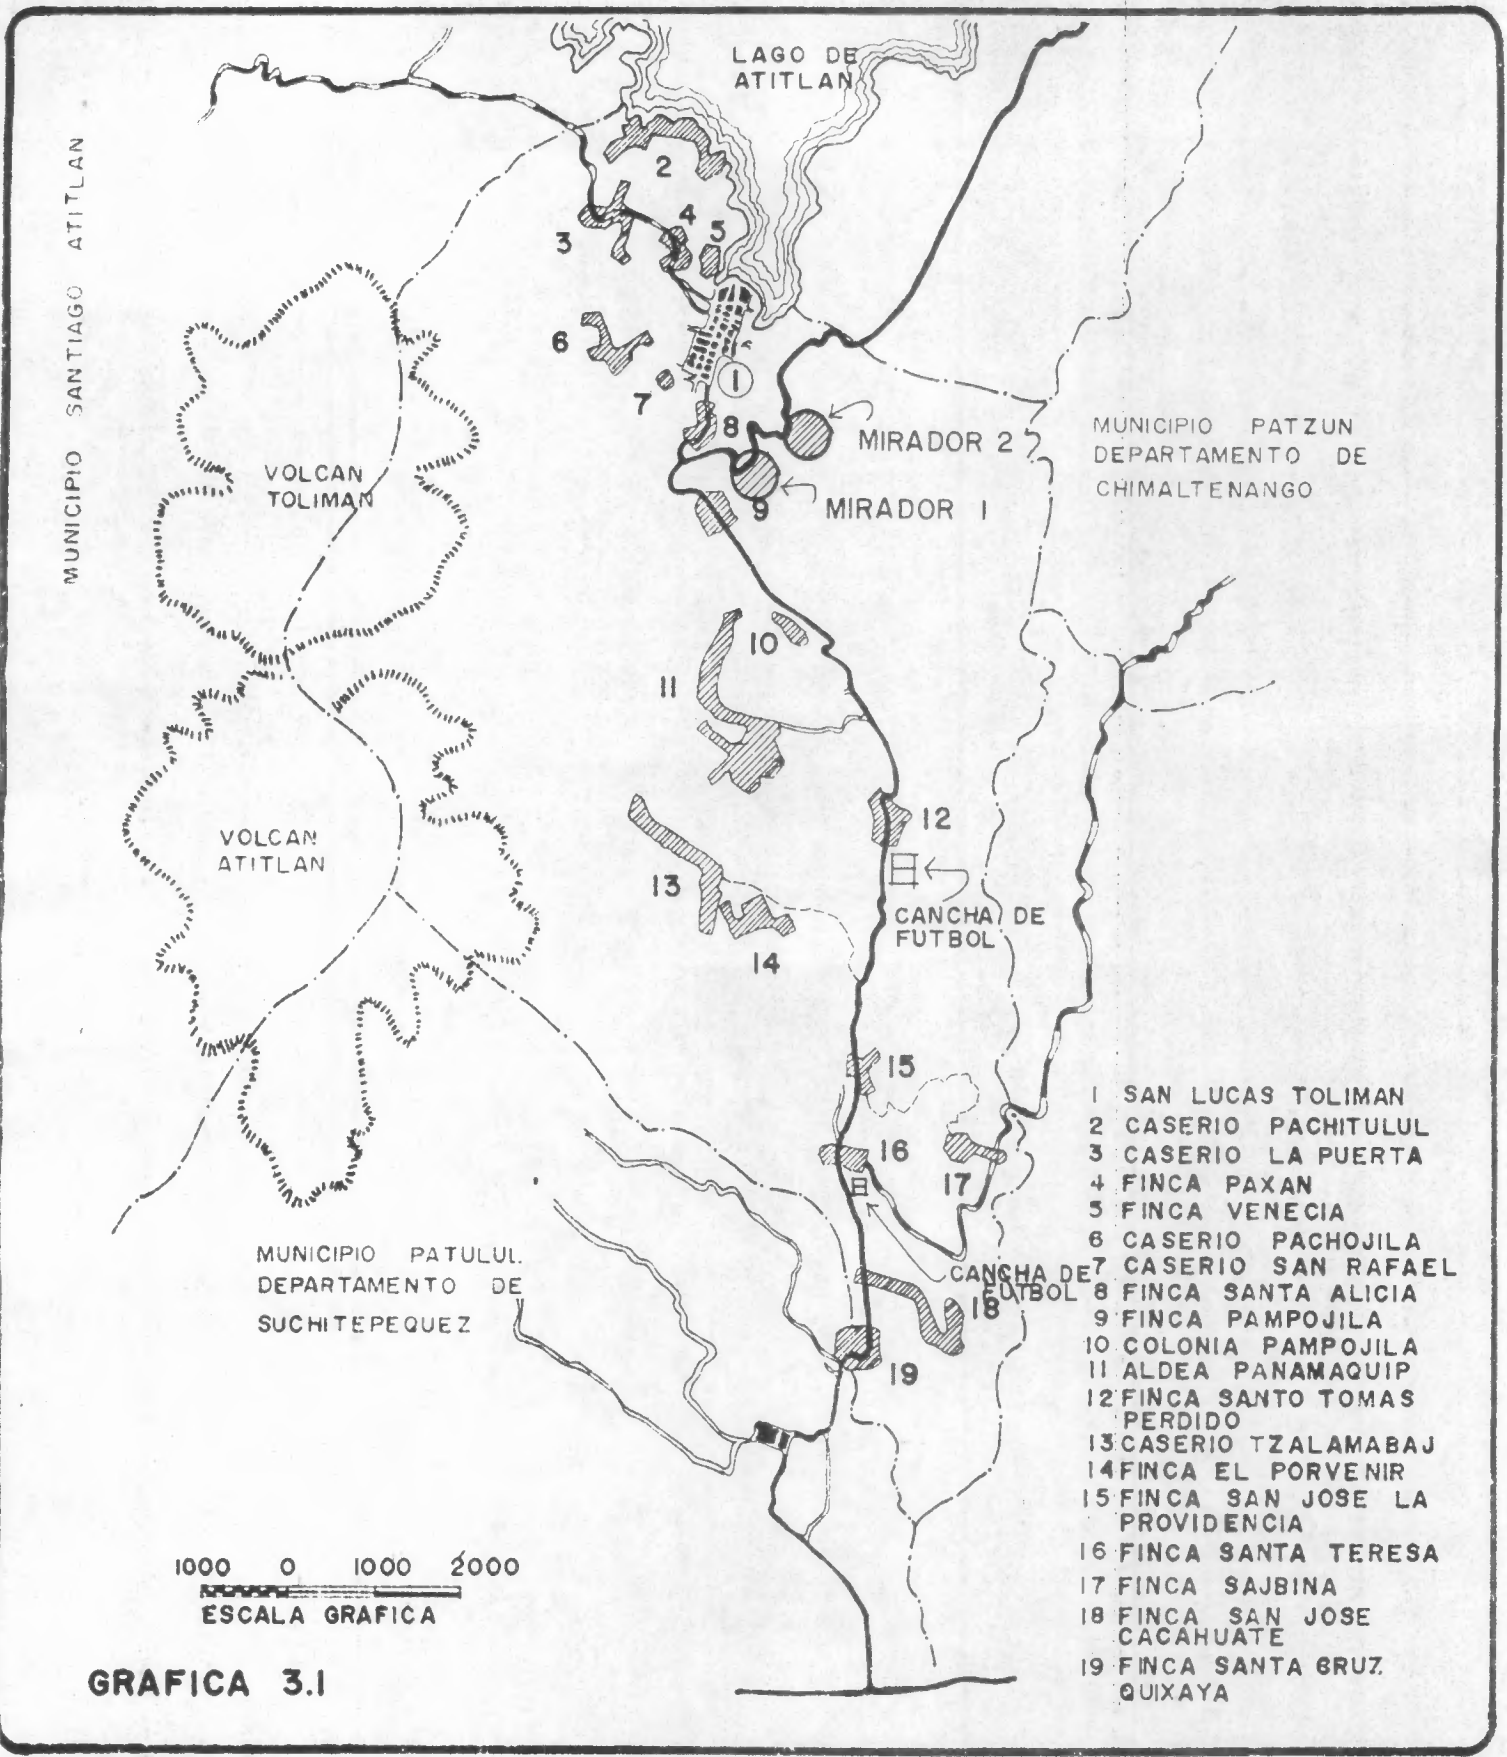 LAGO DE
ATITLAN
MUNICIPIO SANTIAGO ATITLAN
2
3
4
5
6
7
1
8
MIRADOR 2
MIRADOR 1
9
MUNICIPIO PATZUN
DEPARTAMENTO DE
CHIMALTENANGO
VOLCAN
TOLIMAN
10
11
VOLCAN
ATITLAN
12
CANCHA DE
FUTBOL
13
14
15
16
17
CANCHA DE
FUTBOL
18
19
MUNICIPIO PATULUL.
DEPARTAMENTO DE
SUCHITEPEQUEZ
1 SAN LUCAS TOLIMAN
2 CASERIO PACHITULUL
3 CASERIO LA PUERTA
4 FINCA PAXAN
5 FINCA VENECIA
6 CASERIO PACHOJILA
7 CASERIO SAN RAFAEL
8 FINCA SANTA ALICIA
9 FINCA PAMPOJILA
10 COLONIA PAMPOJILA
11 ALDEA PANAMAQUIP
12 FINCA SANTO TOMAS
PERDIDO
13 CASERIO TZALAMABAJ
14 FINCA EL PORVENIR
15 FINCA SAN JOSE LA
PROVIDENCIA
16 FINCA SANTA TERESA
17 FINCA SAJBINA
18 FINCA SAN JOSE
CACAHUATE
19 FINCA SANTA CRUZ
QUIXAYA
1000 0 1000 2000
ESCALA GRAFICA
GRAFICA 3.1